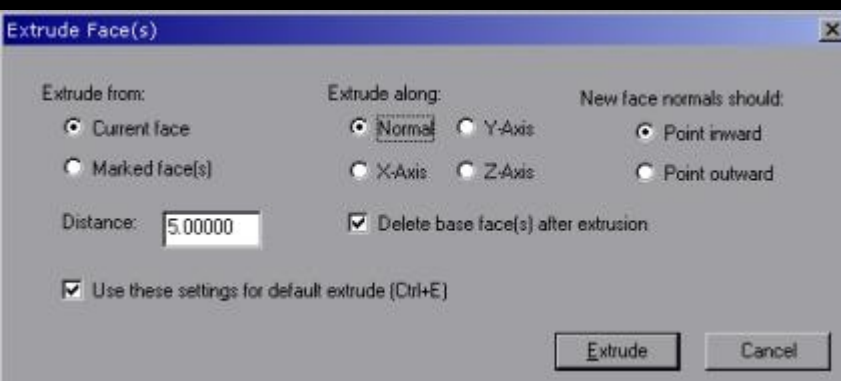 Extrude Face(s)
Extrude from:
Current face
Marked face(s)
Distance: 5.00000
Extrude along:
Normal Y-Axis
X-Axis Z-Axis
Delete base face(s) after extrusion
New face normals should:
Point inward
Point outward
Use these settings for default extrude (Ctrl+E)
Extrude Cancel